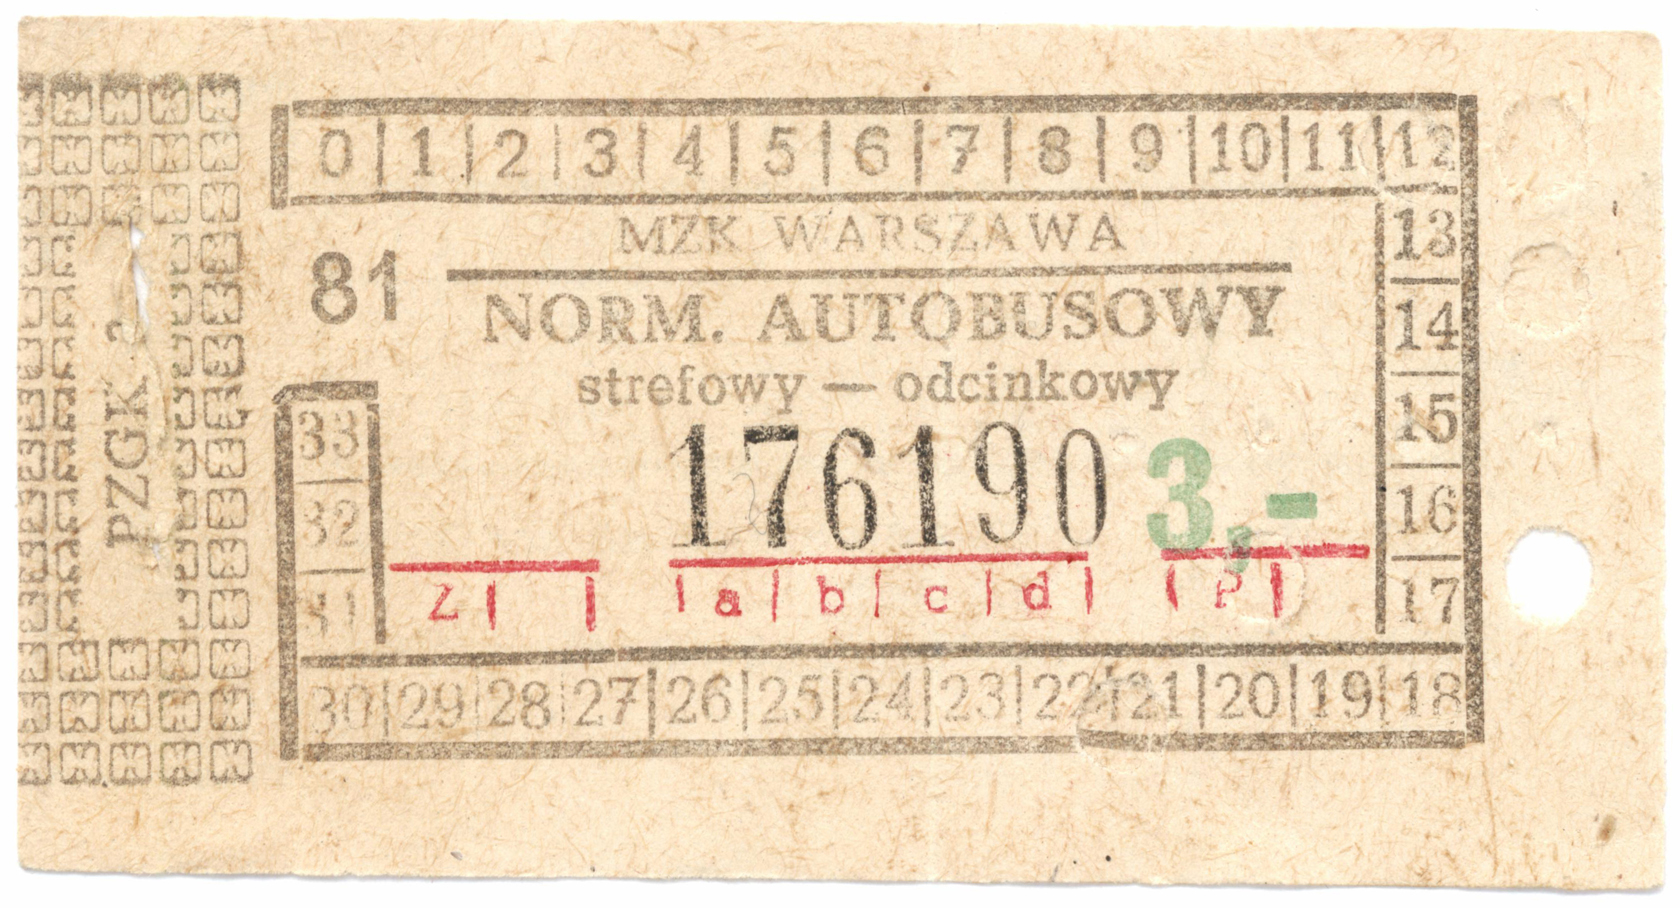 0 1 2 3 4 5 6 7 8 9 10 11 12
MZK WARSZAWA
81
NORM. AUTOBUSOWY
strefowy — odcinkowy
176190 3,-
Z a b c d P
13
14
15
16
17
33
32
31
30 29 28 27 26 25 24 23 22 21 20 19 18
PZGK